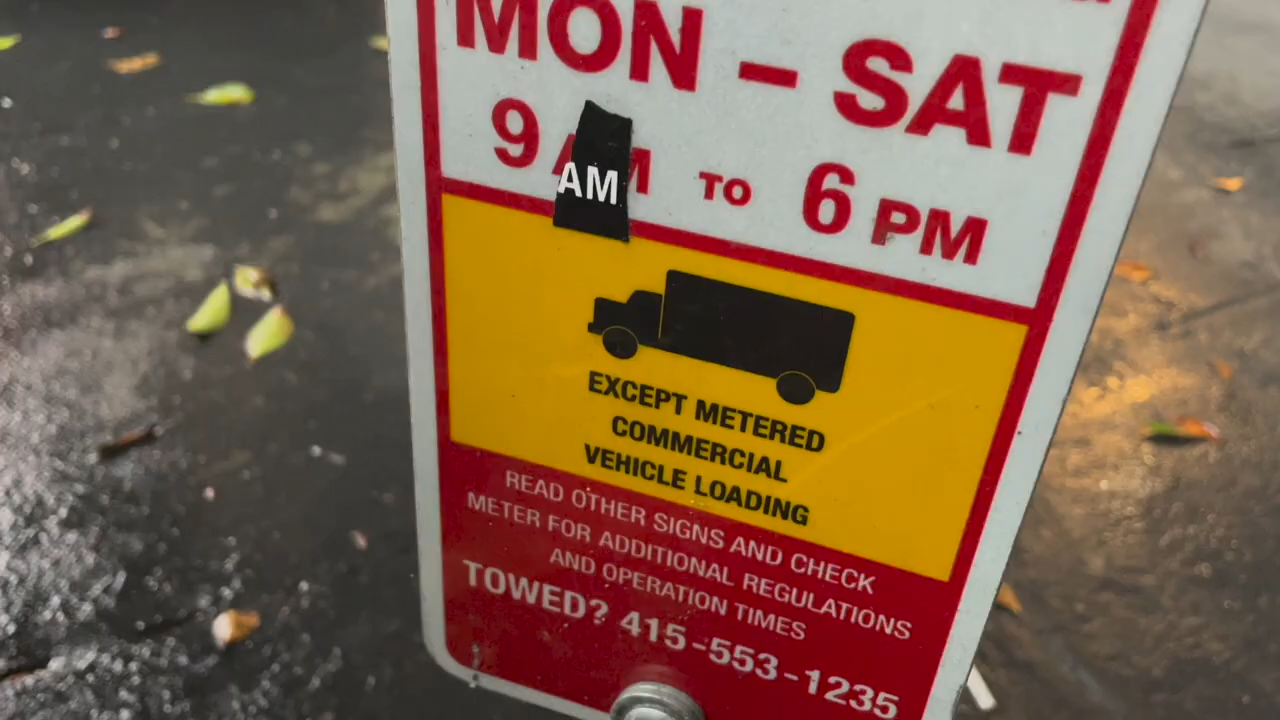 MON – SAT
9 AM TO 6 PM
AM
EXCEPT METERED
COMMERCIAL
VEHICLE LOADING
READ OTHER SIGNS AND CHECK
METER FOR ADDITIONAL REGULATIONS
AND OPERATION TIMES
TOWED? 415-553-1235